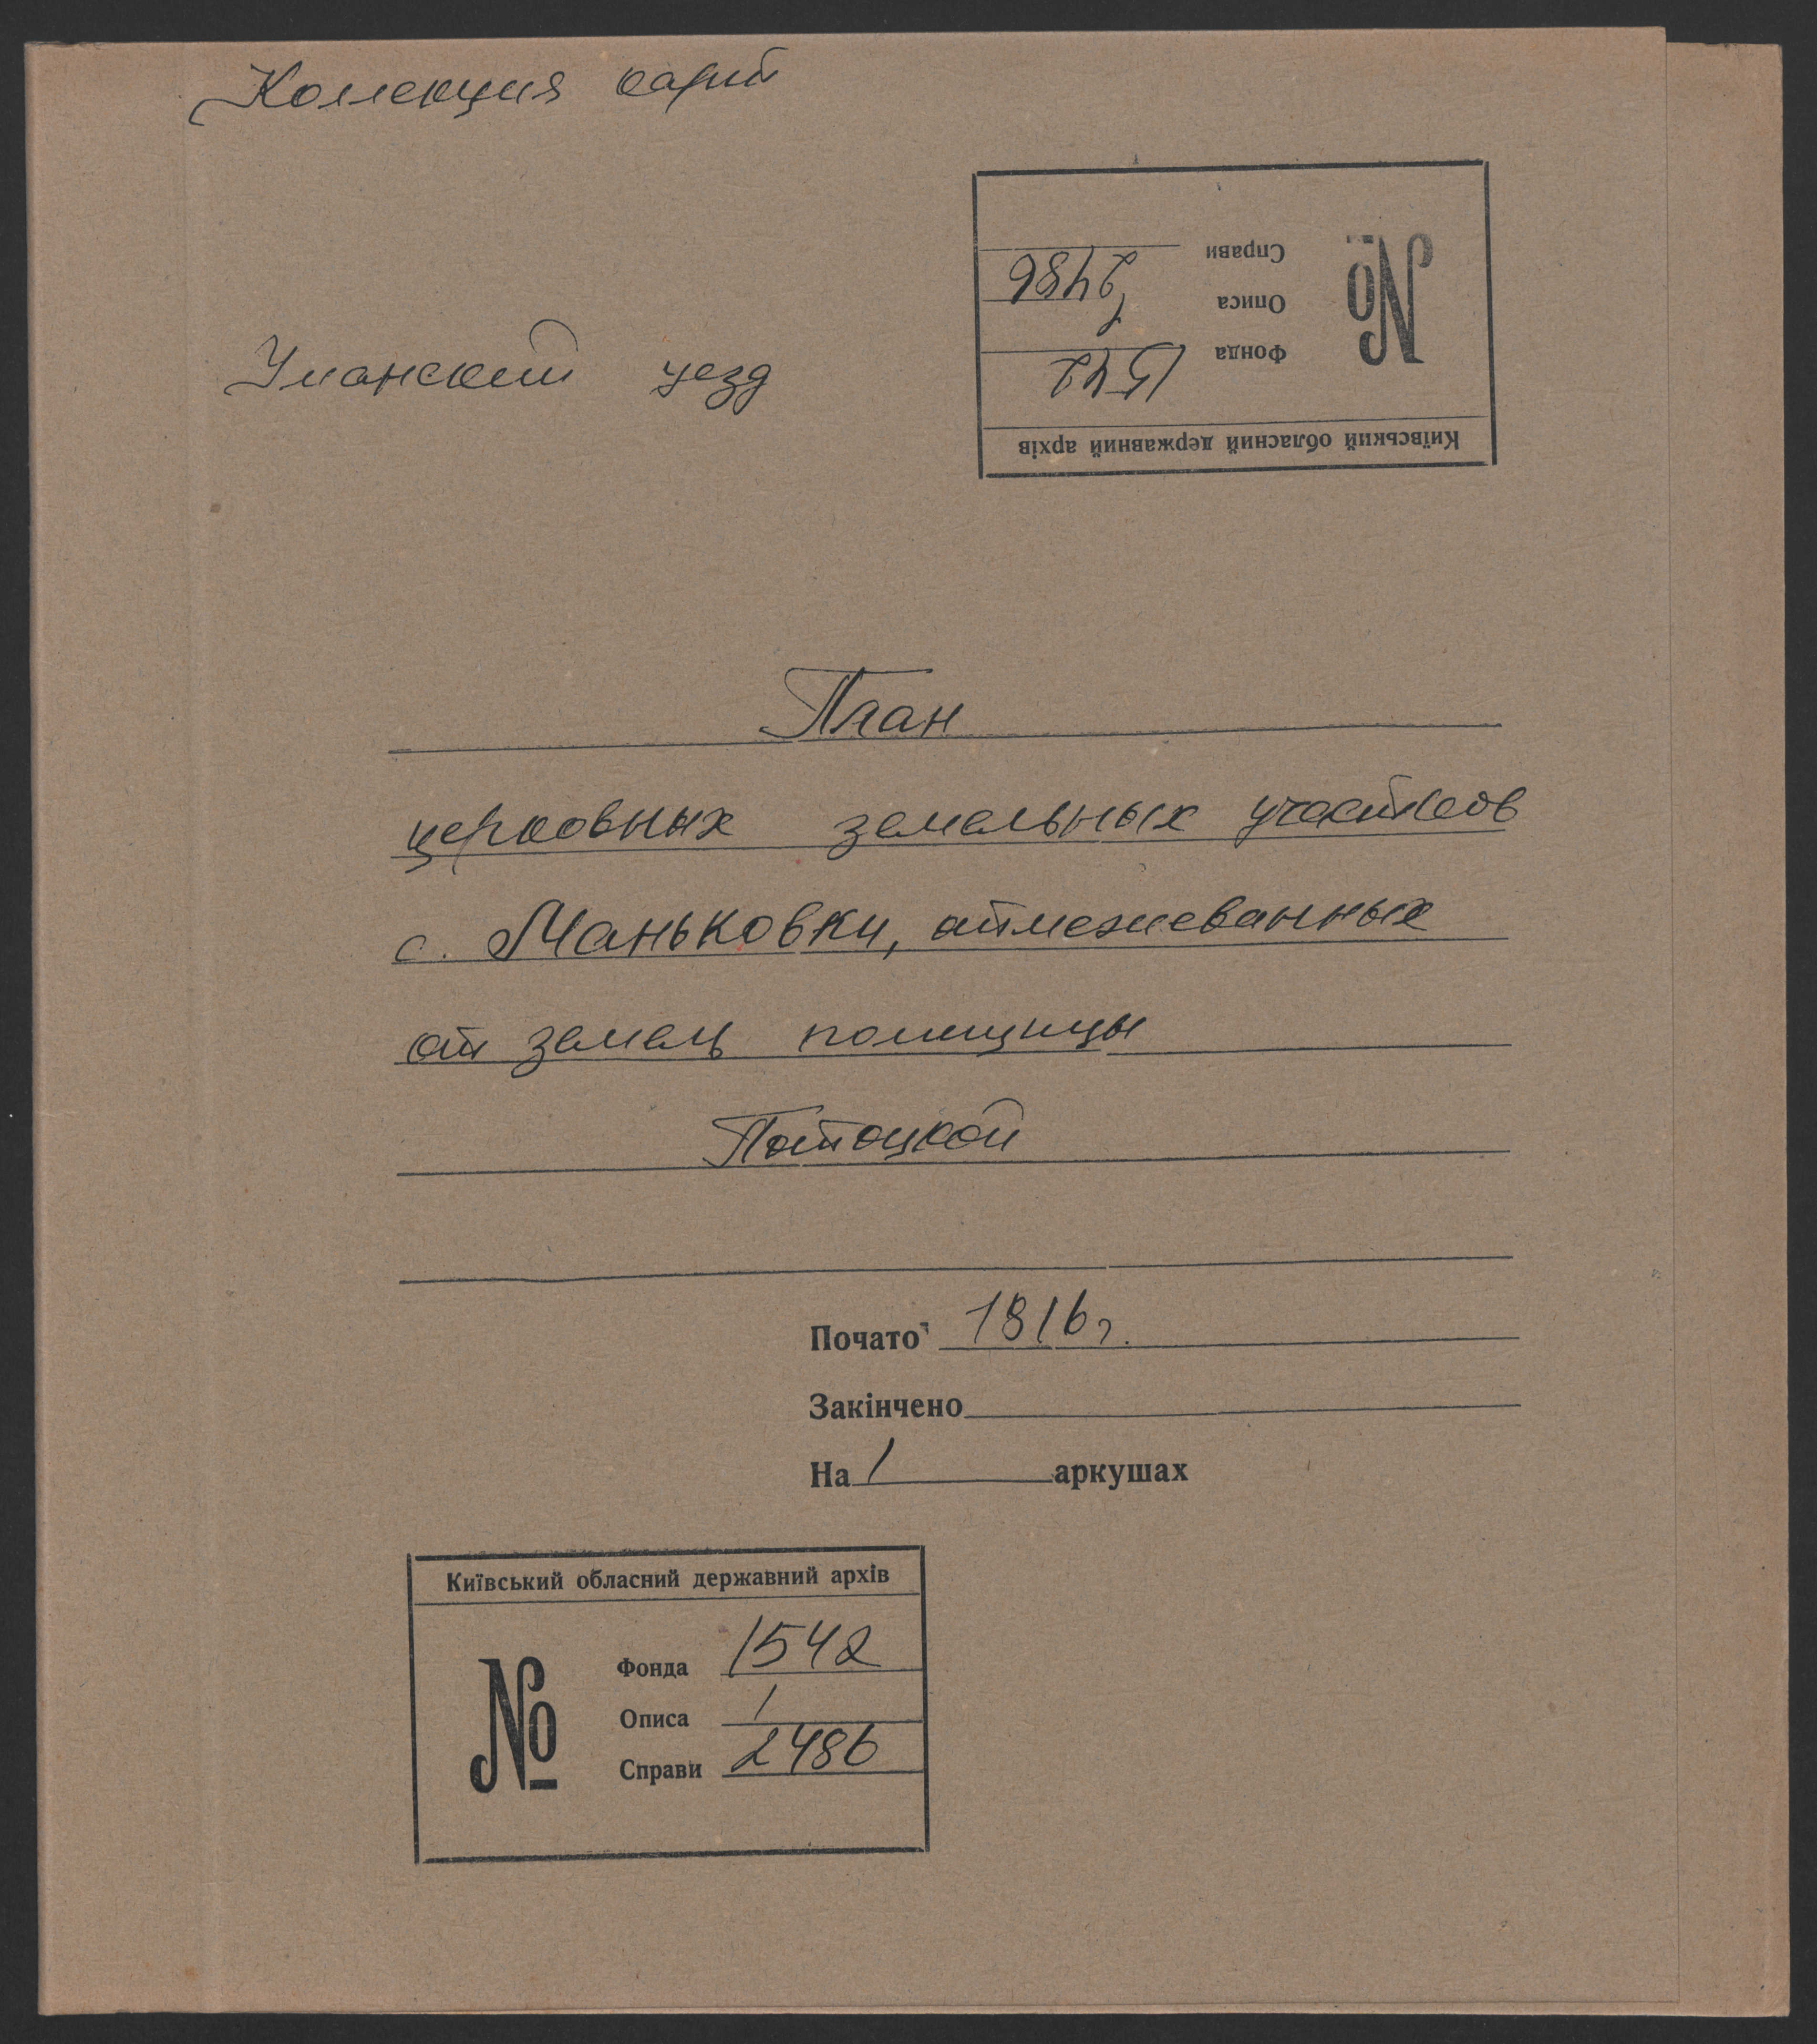 Коллекция карт
Уманский уезд
Київський обласний державний архів
№
Фонда 1542
Описа 1
Справи 2486
План
церковных земельных участков
с. Маньковки, отмежеванных
от земель помещицы
Потоцкой
Почато 1816 г.
Закінчено
На 1 аркушах
Київський обласний державний архів
№
Фонда 1542
Описа 1
Справи 2486